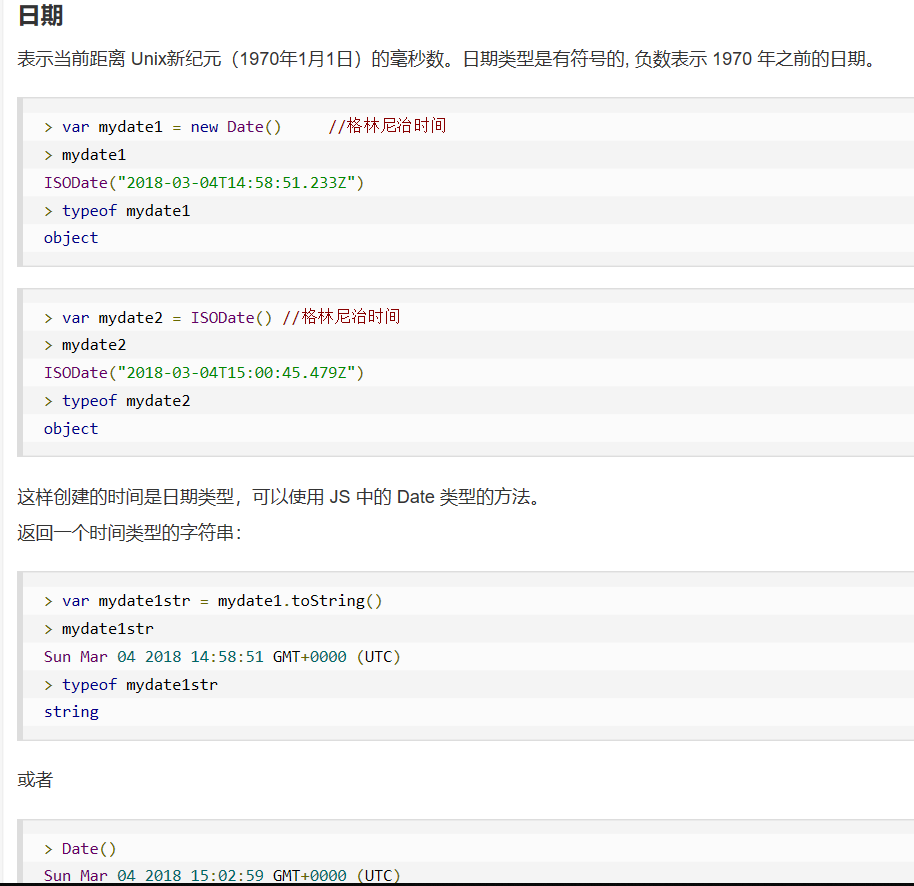 日期
表示当前距离 Unix新纪元（1970年1月1日）的毫秒数。日期类型是有符号的, 负数表示 1970 年之前的日期。
> var mydate1 = new Date()     //格林尼治时间
> mydate1
ISODate("2018-03-04T14:58:51.233Z")
> typeof mydate1
object
> var mydate2 = ISODate() //格林尼治时间
> mydate2
ISODate("2018-03-04T15:00:45.479Z")
> typeof mydate2
object
这样创建的时间是日期类型，可以使用 JS 中的 Date 类型的方法。
返回一个时间类型的字符串：
> var mydate1str = mydate1.toString()
> mydate1str
Sun Mar 04 2018 14:58:51 GMT+0000 (UTC)
> typeof mydate1str
string
或者
> Date()
Sun Mar 04 2018 15:02:59 GMT+0000 (UTC)